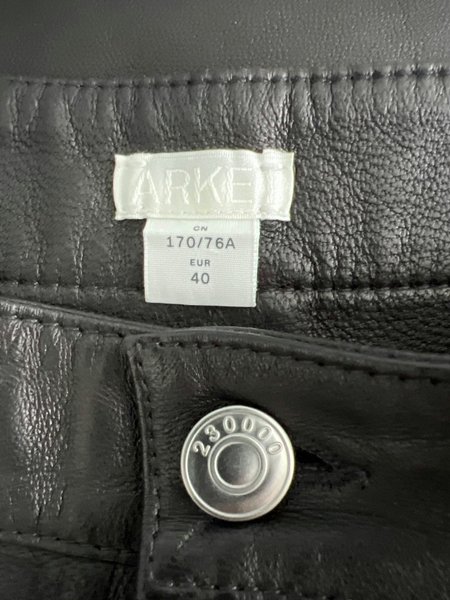 ARKET
CN
170/76A
EUR
40
230000